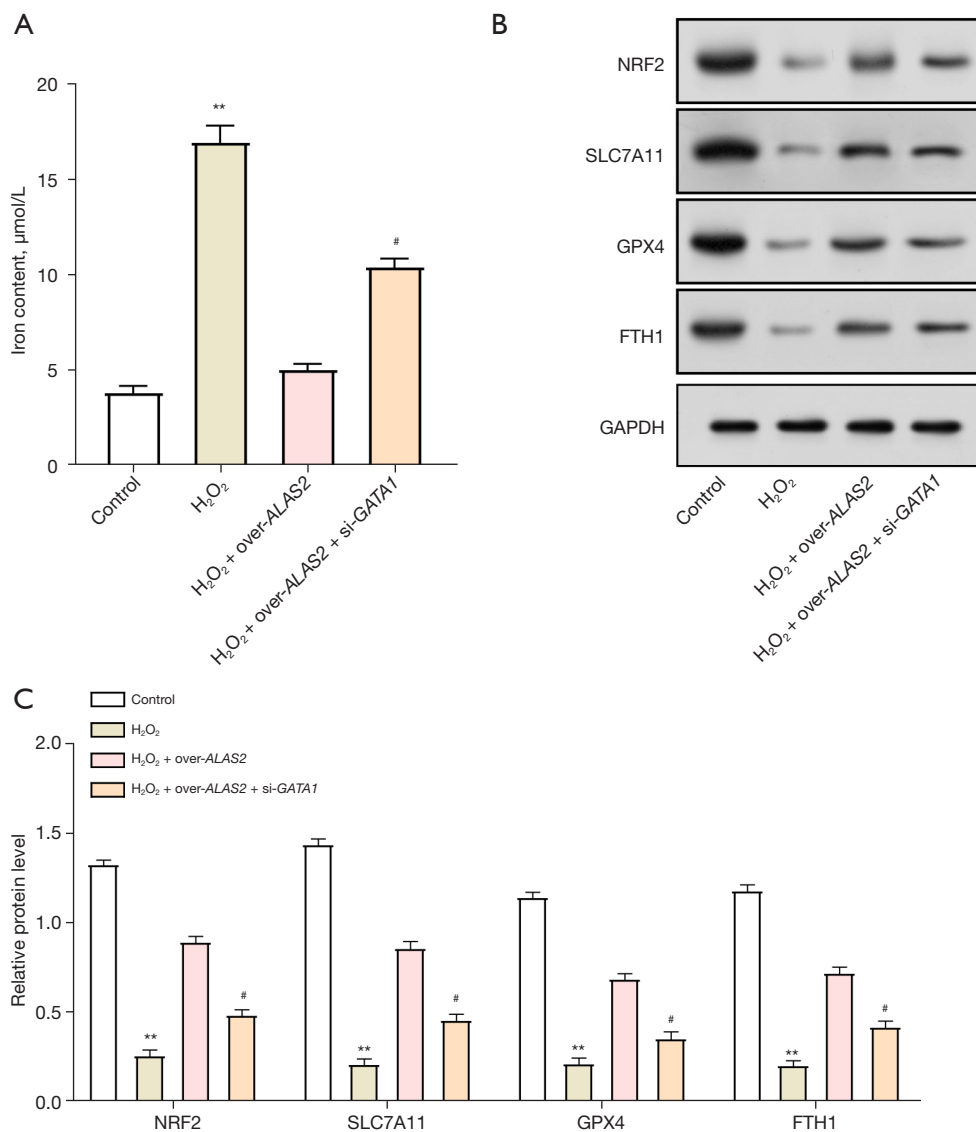 A
Iron content, μmol/L
20
15
10
5
0
**
#
Control
H₂O₂
H₂O₂ + over-ALAS2
H₂O₂ + over-ALAS2 + si-GATA1
B
NRF2
SLC7A11
GPX4
FTH1
GAPDH
Control
H₂O₂
H₂O₂ + over-ALAS2
H₂O₂ + over-ALAS2 + si-GATA1
C
Control
H₂O₂
H₂O₂ + over-ALAS2
H₂O₂ + over-ALAS2 + si-GATA1
Relative protein level
2.0
1.5
1.0
0.5
0.0
**
#
**
#
**
#
**
#
NRF2
SLC7A11
GPX4
FTH1